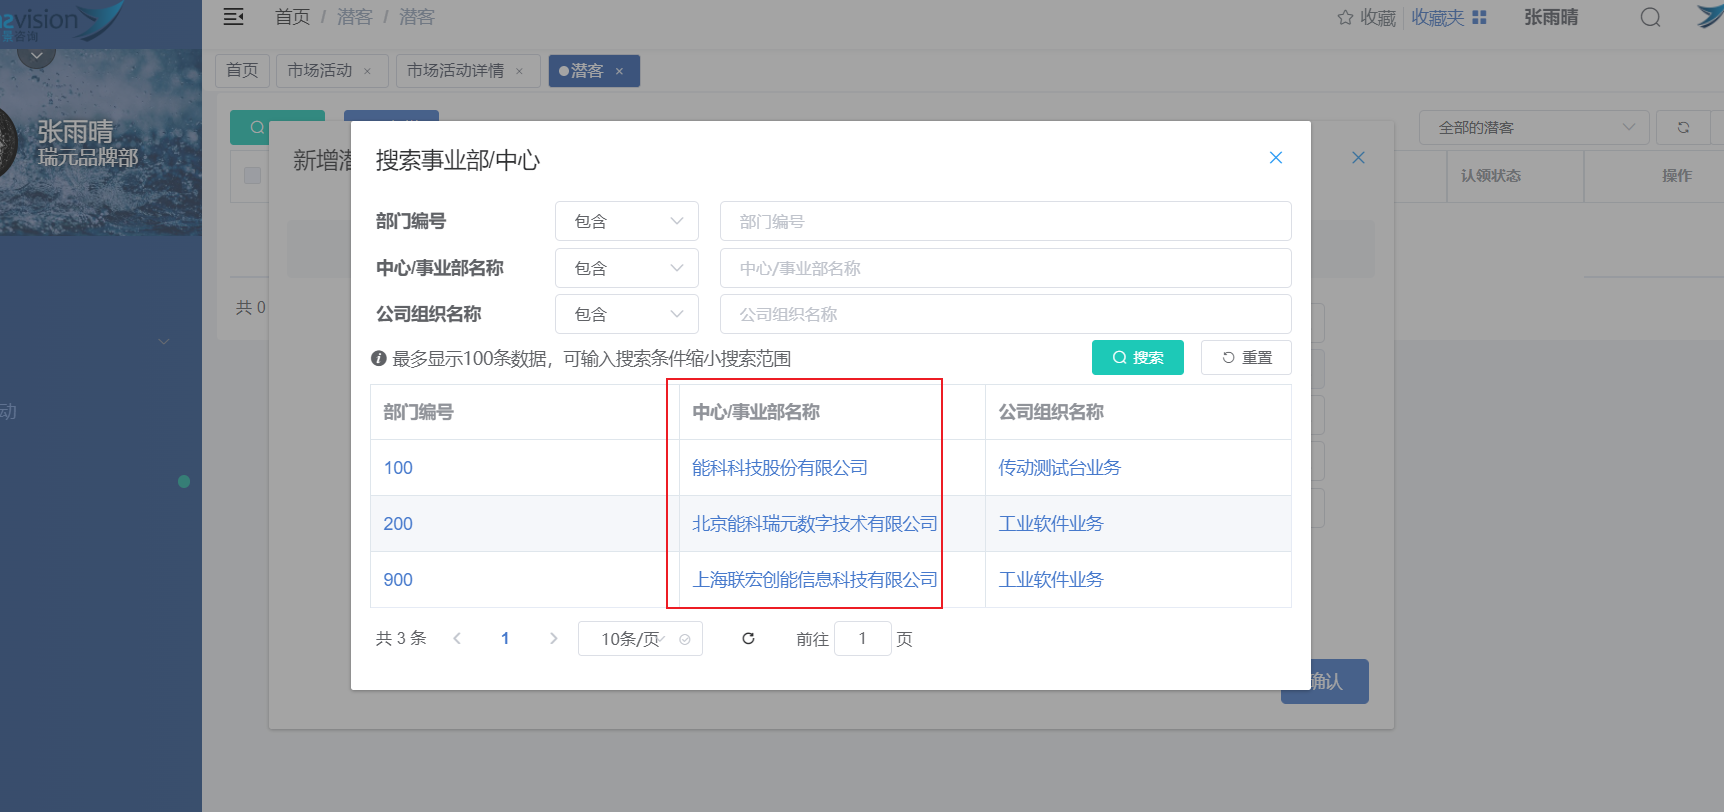 vision
咨询
首页 / 潜客 / 潜客
收藏
收藏夹
张雨晴
首页
市场活动 ×
市场活动详情 ×
潜客 ×
张雨晴
瑞元品牌部
全部的潜客
新增
认领状态
操作
共 0
动
搜索事业部/中心
部门编号
包含
部门编号
中心/事业部名称
包含
中心/事业部名称
公司组织名称
包含
公司组织名称
最多显示100条数据，可输入搜索条件缩小搜索范围
搜索
重置
部门编号 中心/事业部名称 公司组织名称
100 能科科技股份有限公司 传动测试台业务
200 北京能科瑞元数字技术有限公司 工业软件业务
900 上海联宏创能信息科技有限公司 工业软件业务
共 3 条
1
10条/页
前往 1 页
确认